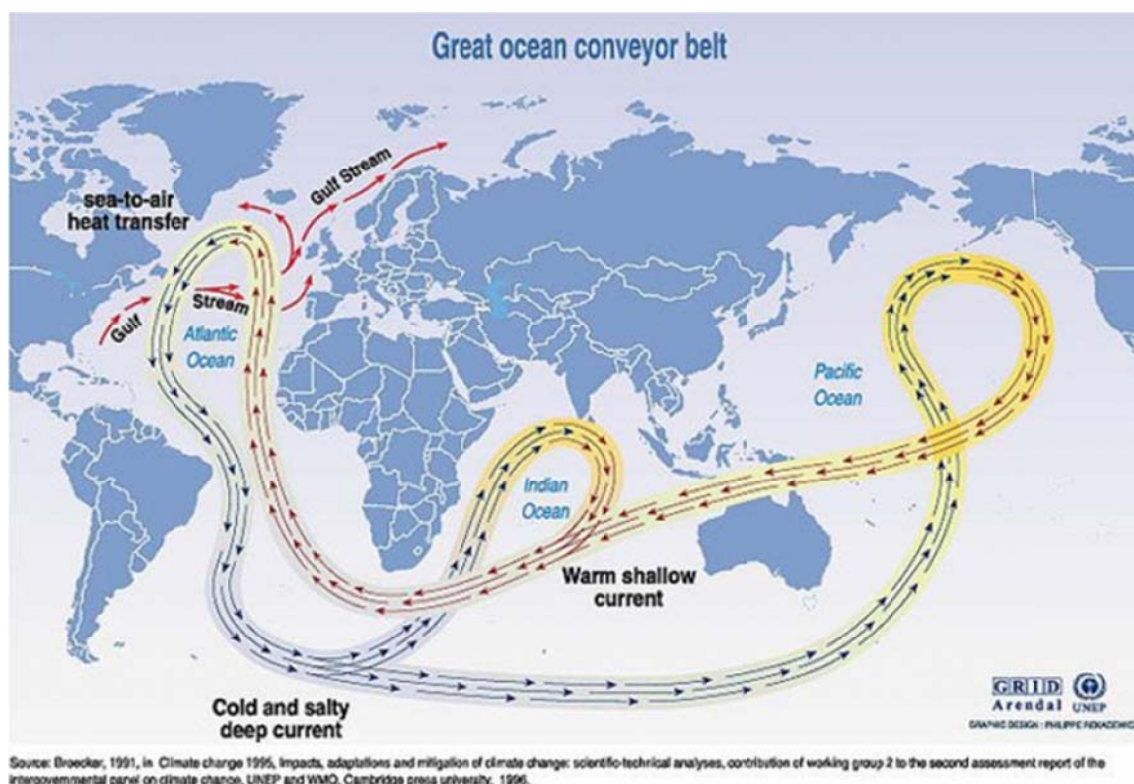 Great ocean conveyor belt
sea-to-air
heat transfer
Gulf Stream
Gulf
Stream
Atlantic
Ocean
Pacific
Ocean
Indian
Ocean
Warm shallow
current
Cold and salty
deep current
GRID
Arendal
UNEP
GRAPHIC DESIGN : PHILIPPE REKACEWICZ
Source: Broecker, 1991, in Climate change 1995, Impacts, adaptations and mitigation of climate change: scientific-technical analyses, contribution of working group 2 to the second assessment report of the
intergovernmental panel on climate change, UNEP and WMO, Cambridge press university, 1996.